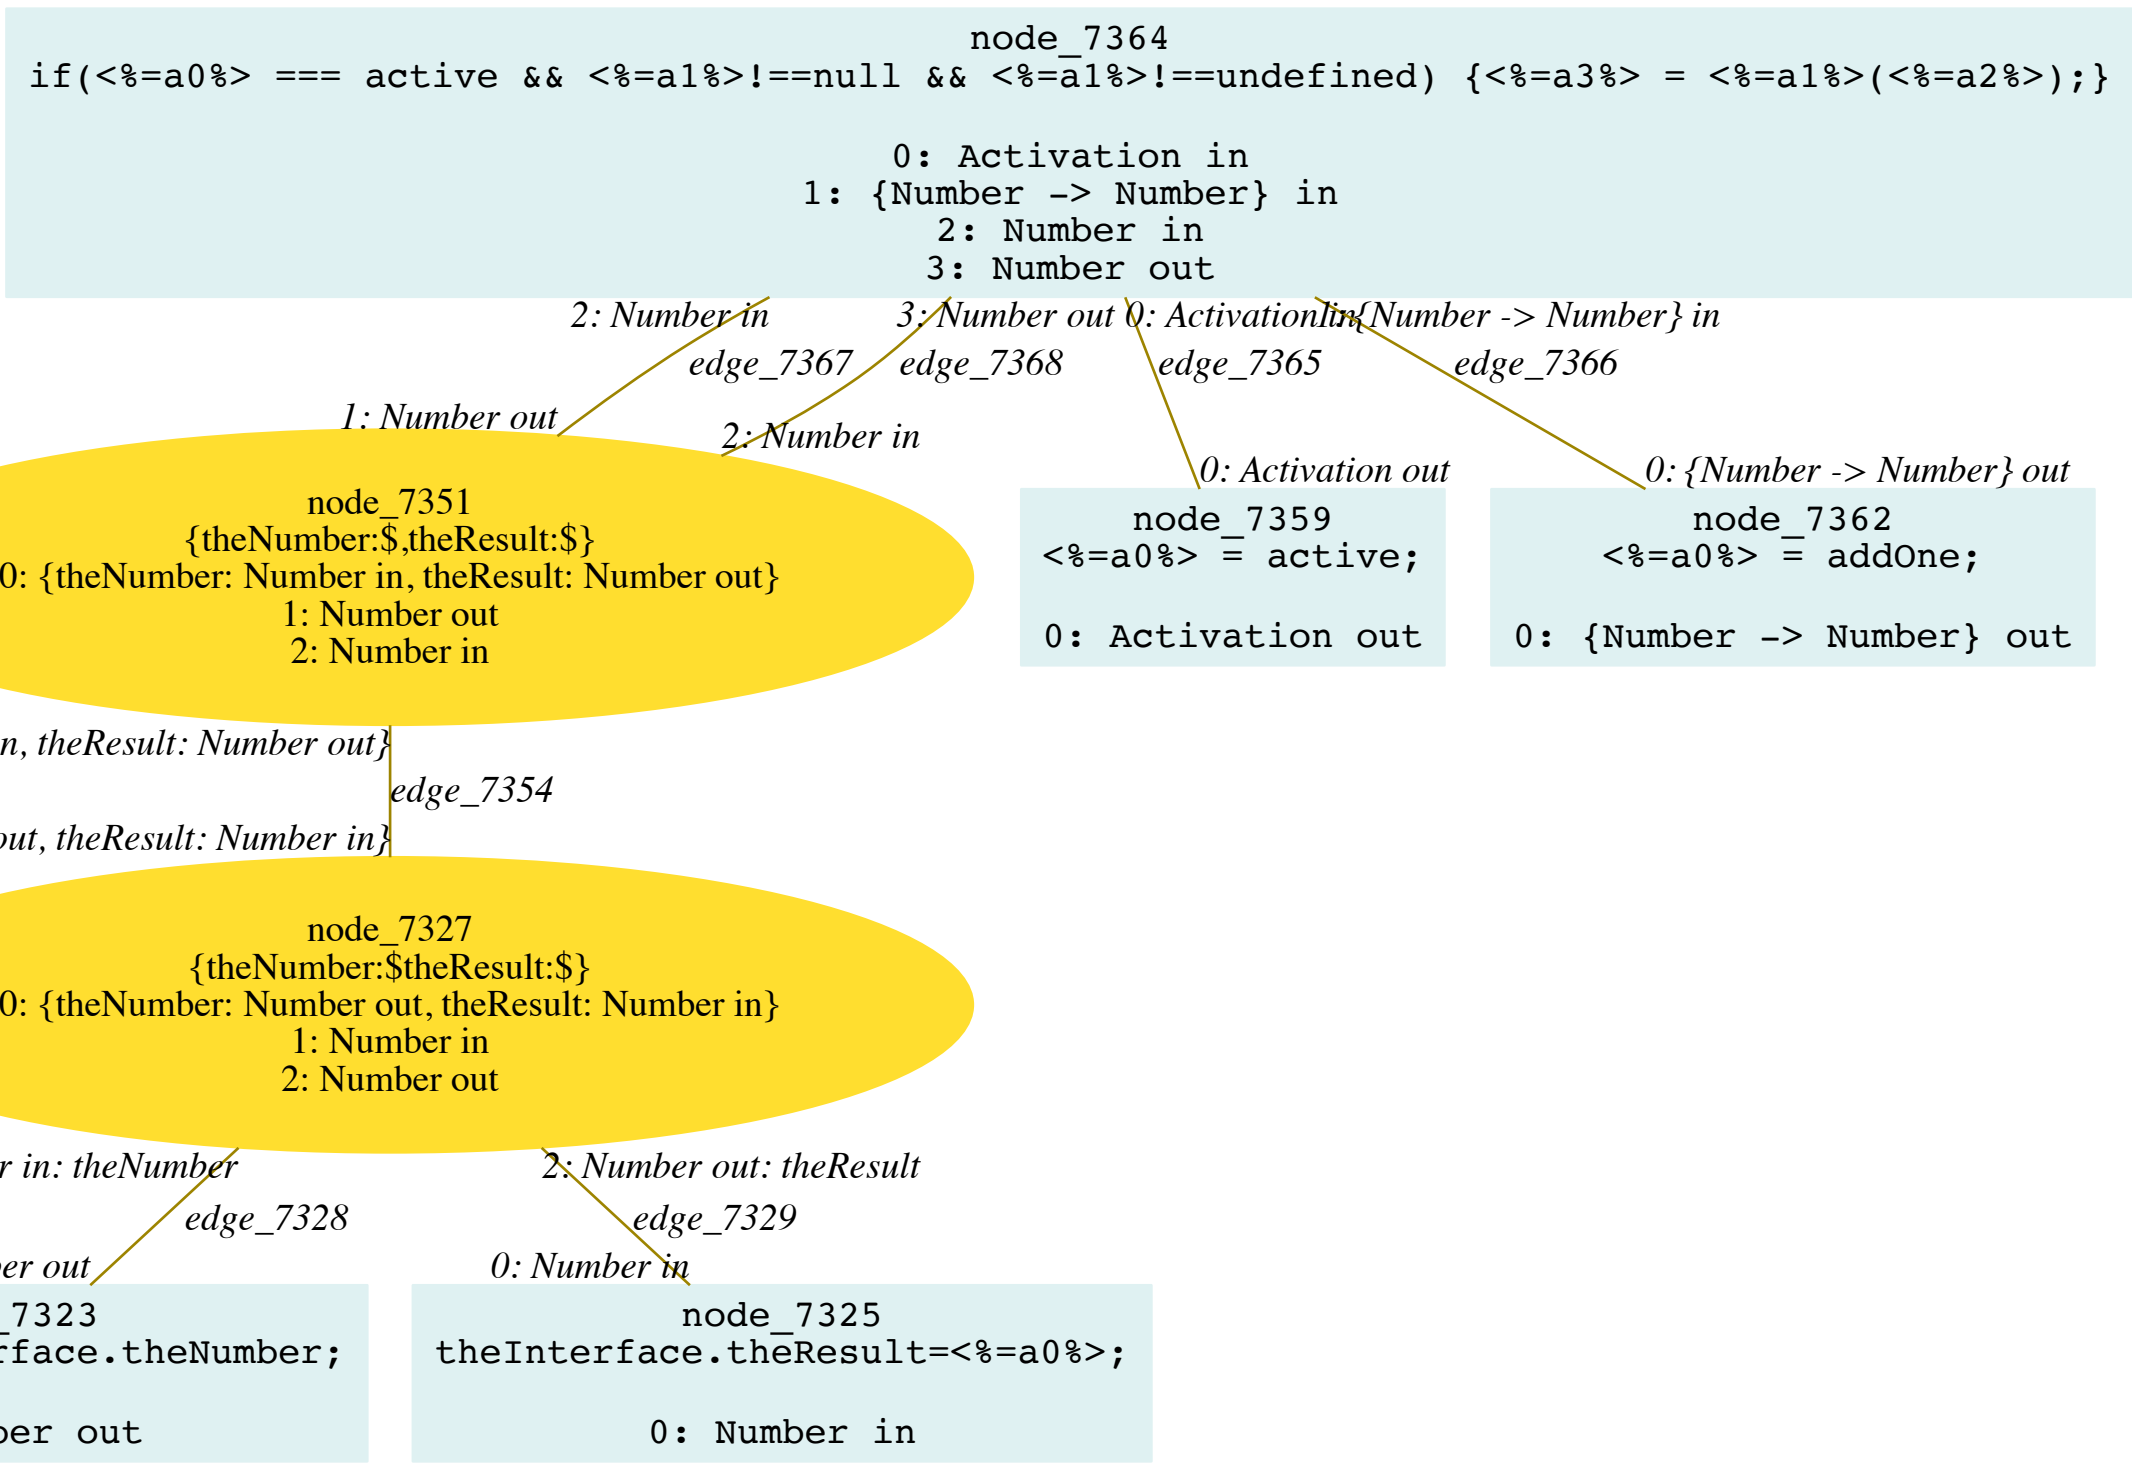 node_7364
if(<%=a0%> === active && <%=a1%>!==null && <%=a1%>!==undefined) {<%=a3%> = <%=a1%>(<%=a2%>);}
0: Activation in
1: {Number -> Number} in
2: Number in
3: Number out
2: Number in
3: Number out
0: Activation in
1: {Number -> Number} in
edge_7367
edge_7368
edge_7365
edge_7366
1: Number out
2: Number in
0: Activation out
0: {Number -> Number} out
node_7351
{theNumber:$,theResult:$}
0: {theNumber: Number in, theResult: Number out}
1: Number out
2: Number in
node_7359
<%=a0%> = active;
0: Activation out
node_7362
<%=a0%> = addOne;
0: {Number -> Number} out
n, theResult: Number out}
edge_7354
out, theResult: Number in}
node_7327
{theNumber:$theResult:$}
0: {theNumber: Number out, theResult: Number in}
1: Number in
2: Number out
r in: theNumber
2: Number out: theResult
edge_7328
edge_7329
er out
0: Number in
_7323
rface.theNumber;
ber out
node_7325
theInterface.theResult=<%=a0%>;
0: Number in